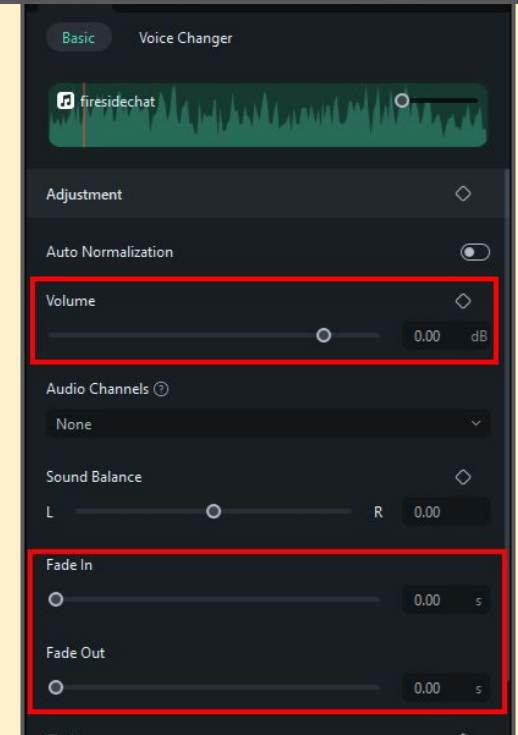 Basic Voice Changer
firesidechat
Adjustment
Auto Normalization
Volume
0.00 dB
Audio Channels ?
None
Sound Balance
L R 0.00
Fade In
0.00 s
Fade Out
0.00 s